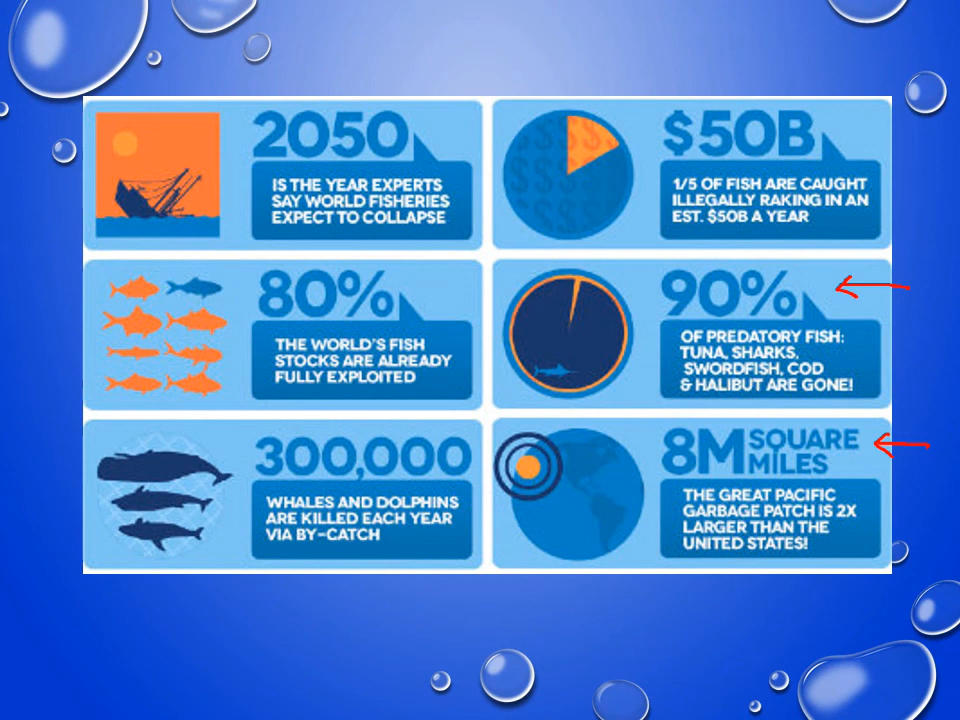 2050
IS THE YEAR EXPERTS
SAY WORLD FISHERIES
EXPECT TO COLLAPSE
$50B
1/5 OF FISH ARE CAUGHT
ILLEGALLY RAKING IN AN
EST. $50B A YEAR
80%
THE WORLD'S FISH
STOCKS ARE ALREADY
FULLY EXPLOITED
90%
OF PREDATORY FISH:
TUNA, SHARKS,
SWORDFISH, COD
& HALIBUT ARE GONE!
300,000
WHALES AND DOLPHINS
ARE KILLED EACH YEAR
VIA BY-CATCH
8M SQUARE
MILES
THE GREAT PACIFIC
GARBAGE PATCH IS 2X
LARGER THAN THE
UNITED STATES!